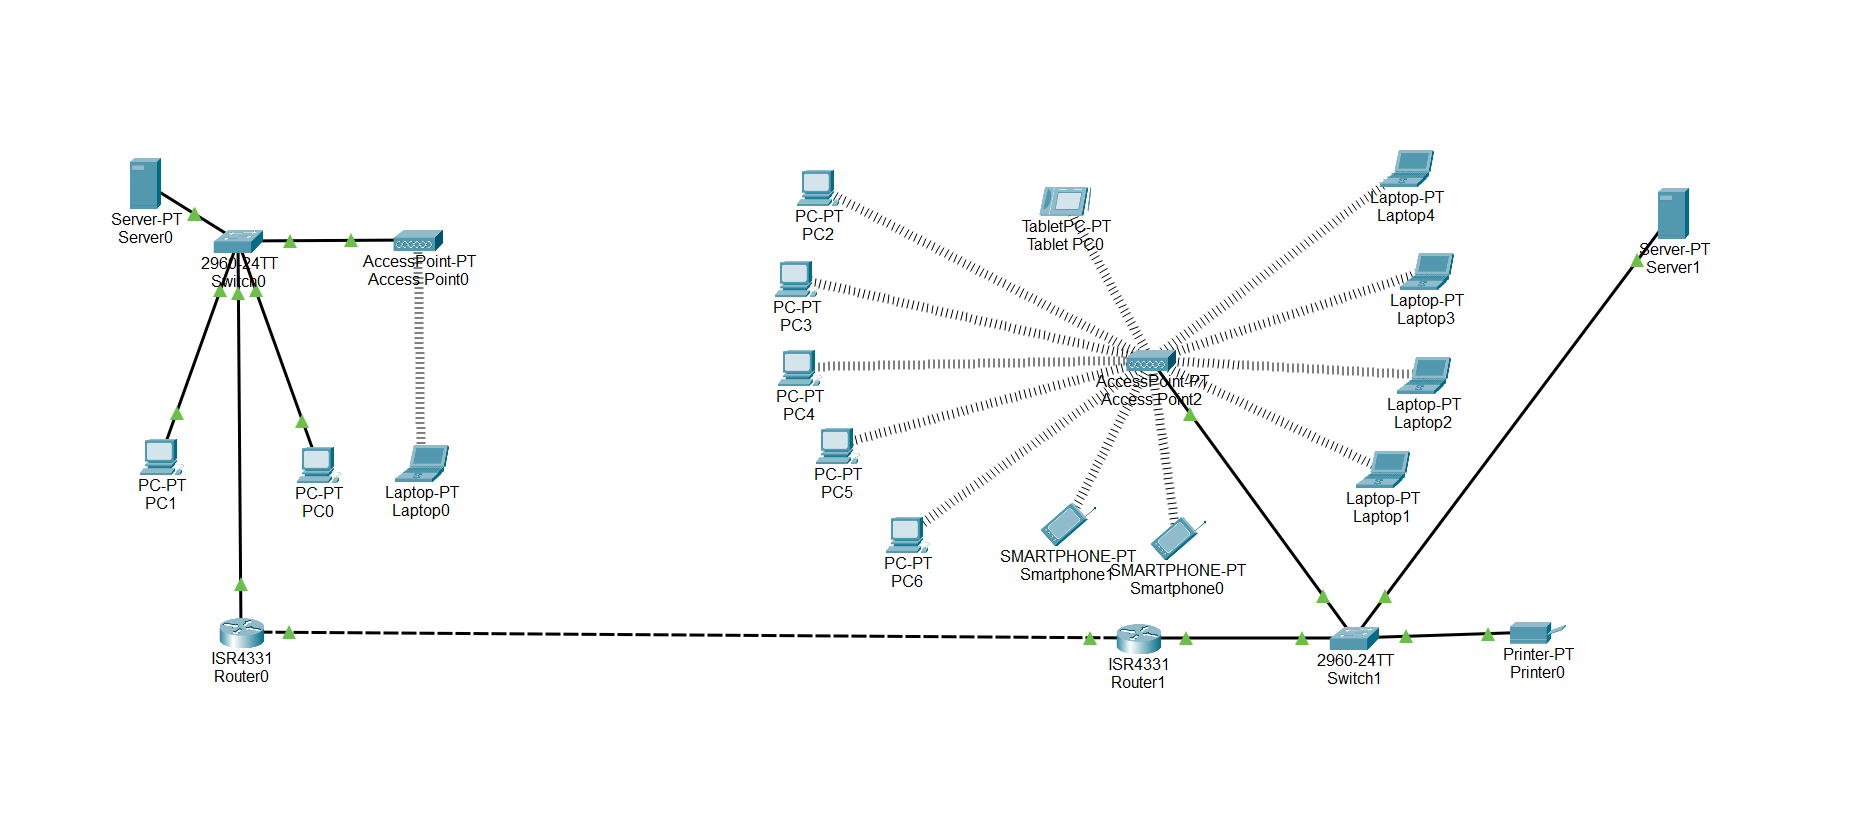 Server-PT
Server0
2960-24TT
Switch0
AccessPoint-PT
Access Point0
PC-PT
PC1
PC-PT
PC0
Laptop-PT
Laptop0
ISR4331
Router0
PC-PT
PC2
TabletPC-PT
Tablet PC0
Laptop-PT
Laptop4
Server-PT
Server1
PC-PT
PC3
Laptop-PT
Laptop3
PC-PT
PC4
AccessPoint-PT
Access Point2
Laptop-PT
Laptop2
PC-PT
PC5
Laptop-PT
Laptop1
PC-PT
PC6
SMARTPHONE-PT
Smartphone1
SMARTPHONE-PT
Smartphone0
ISR4331
Router1
2960-24TT
Switch1
Printer-PT
Printer0